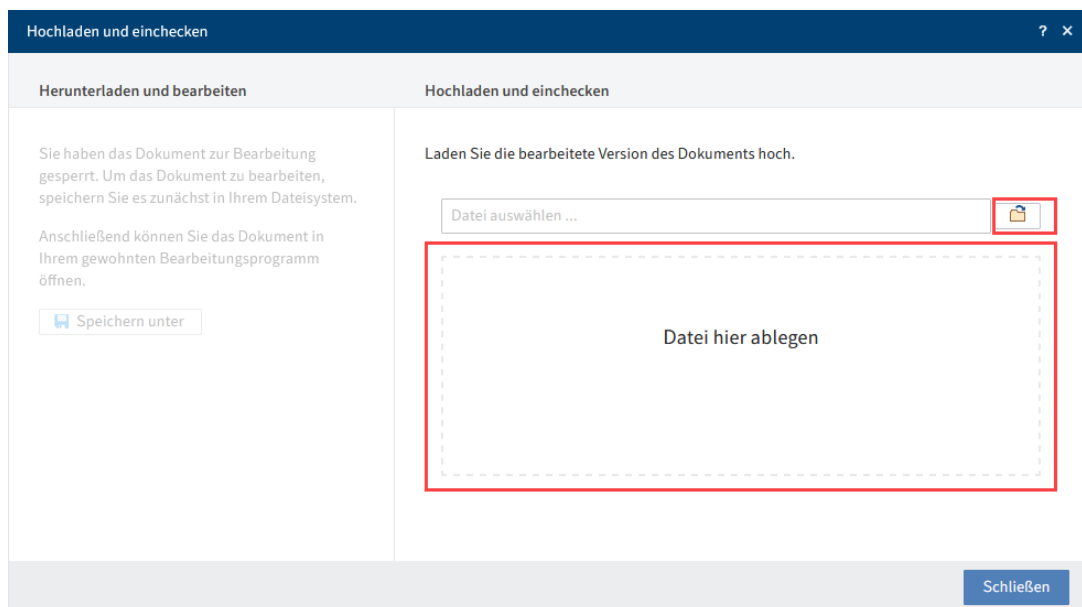 Hochladen und einchecken
? ×
Herunterladen und bearbeiten
Sie haben das Dokument zur Bearbeitung
gesperrt. Um das Dokument zu bearbeiten,
speichern Sie es zunächst in Ihrem Dateisystem.
Anschließend können Sie das Dokument in
Ihrem gewohnten Bearbeitungsprogramm
öffnen.
Speichern unter
Hochladen und einchecken
Laden Sie die bearbeitete Version des Dokuments hoch.
Datei auswählen ...
Datei hier ablegen
Schließen